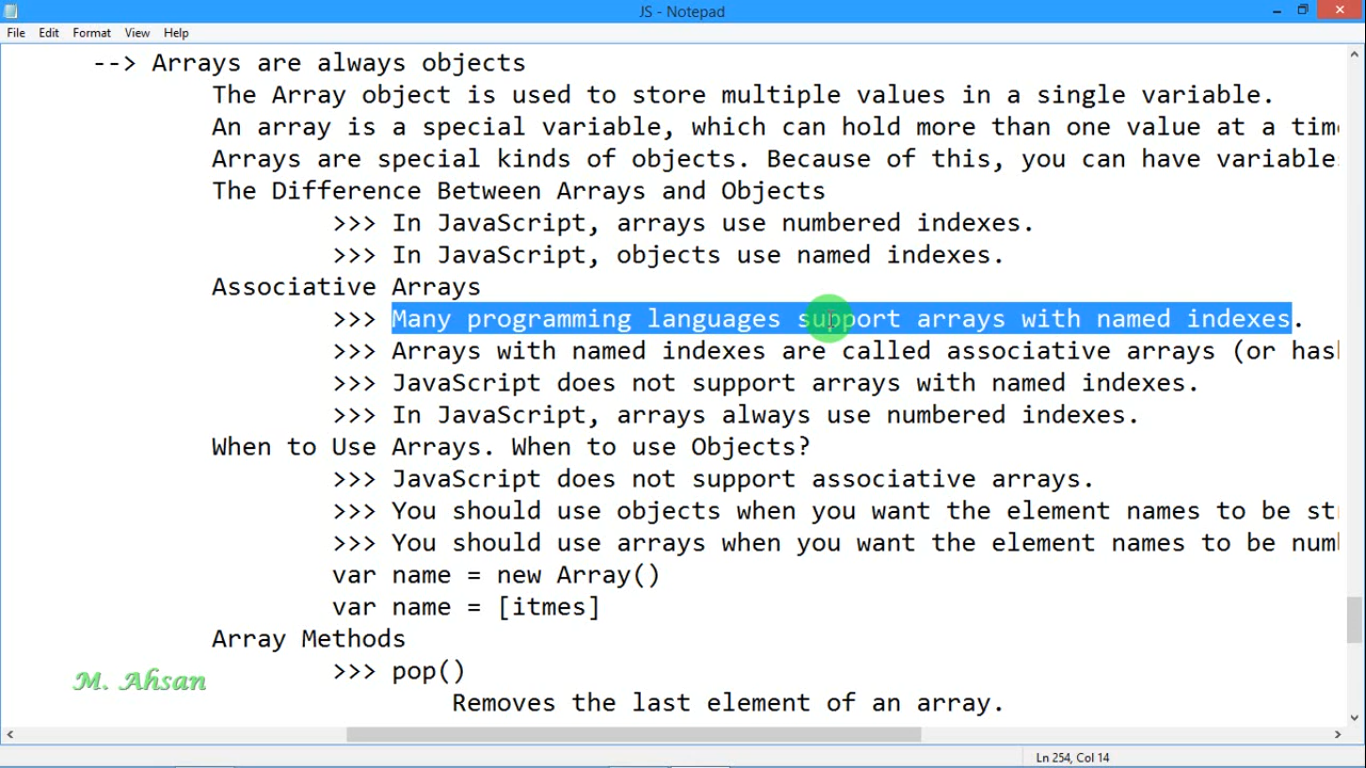 JS - Notepad
File Edit Format View Help
--> Arrays are always objects
The Array object is used to store multiple values in a single variable.
An array is a special variable, which can hold more than one value at a
Arrays are special kinds of objects. Because of this, you can have
The Difference Between Arrays and Objects
>>> In JavaScript, arrays use numbered indexes.
>>> In JavaScript, objects use named indexes.
Associative Arrays
>>> Many programming languages support arrays with named indexes.
>>> Arrays with named indexes are called associative arrays (or
>>> JavaScript does not support arrays with named indexes.
>>> In JavaScript, arrays always use numbered indexes.
When to Use Arrays. When to use Objects?
>>> JavaScript does not support associative arrays.
>>> You should use objects when you want the element names to be
>>> You should use arrays when you want the element names to be
var name = new Array()
var name = [itmes]
Array Methods
>>> pop()
Removes the last element of an array.
M. Ahsan
Ln 254, Col 14